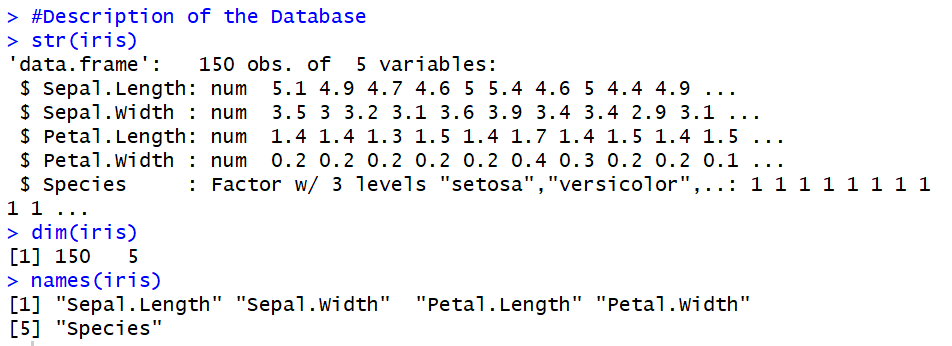 > #Description of the Database
> str(iris)
'data.frame':   150 obs. of  5 variables:
 $ Sepal.Length: num  5.1 4.9 4.7 4.6 5 5.4 4.6 5 4.4 4.9 ...
 $ Sepal.Width : num  3.5 3 3.2 3.1 3.6 3.9 3.4 3.4 2.9 3.1 ...
 $ Petal.Length: num  1.4 1.4 1.3 1.5 1.4 1.7 1.4 1.5 1.4 1.5 ...
 $ Petal.Width : num  0.2 0.2 0.2 0.2 0.2 0.4 0.3 0.2 0.2 0.1 ...
 $ Species     : Factor w/ 3 levels "setosa","versicolor",..: 1 1 1 1 1 1 1 1
1 1 ...
> dim(iris)
[1] 150   5
> names(iris)
[1] "Sepal.Length" "Sepal.Width"  "Petal.Length" "Petal.Width"
[5] "Species"